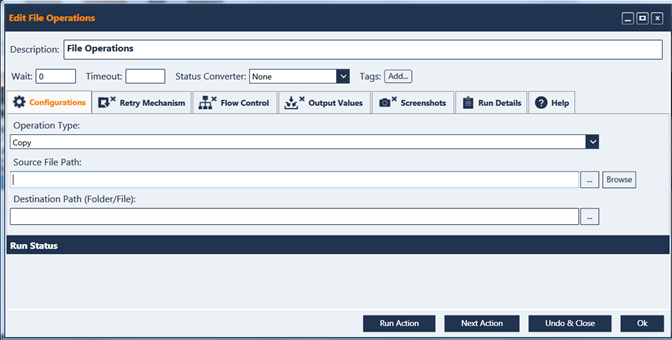 Edit File Operations
Description: File Operations
Wait: 0 Timeout: Status Converter: None Tags: Add...
Configurations Retry Mechanism Flow Control Output Values Screenshots Run Details Help
Operation Type:
Copy
Source File Path:
... Browse
Destination Path (Folder/File):
...
Run Status
Run Action Next Action Undo & Close Ok